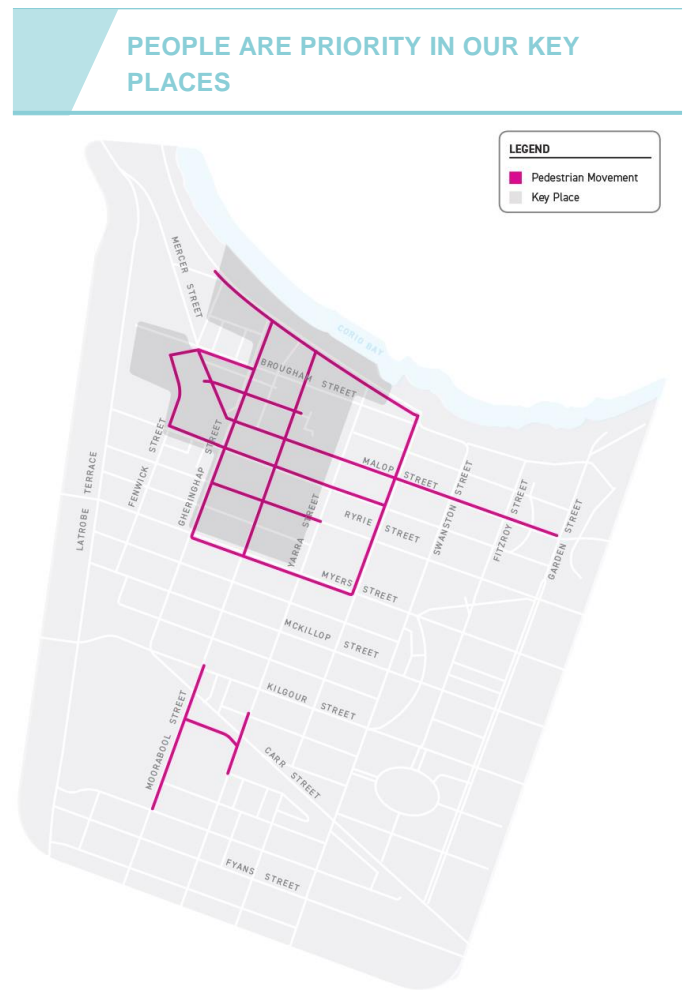 PEOPLE ARE PRIORITY IN OUR KEY
PLACES
LEGEND
Pedestrian Movement
Key Place
MERCER STREET
CORIO BAY
BROUGHAM STREET
LATROBE TERRACE
FENWICK STREET
GHERINGHAP STREET
MALOP STREET
YARRA STREET
RYRIE STREET
SWANSTON STREET
FITZROY STREET
GARDEN STREET
MYERS STREET
MCKILLOP STREET
KILGOUR STREET
MOORABOOL STREET
CARR STREET
FYANS STREET